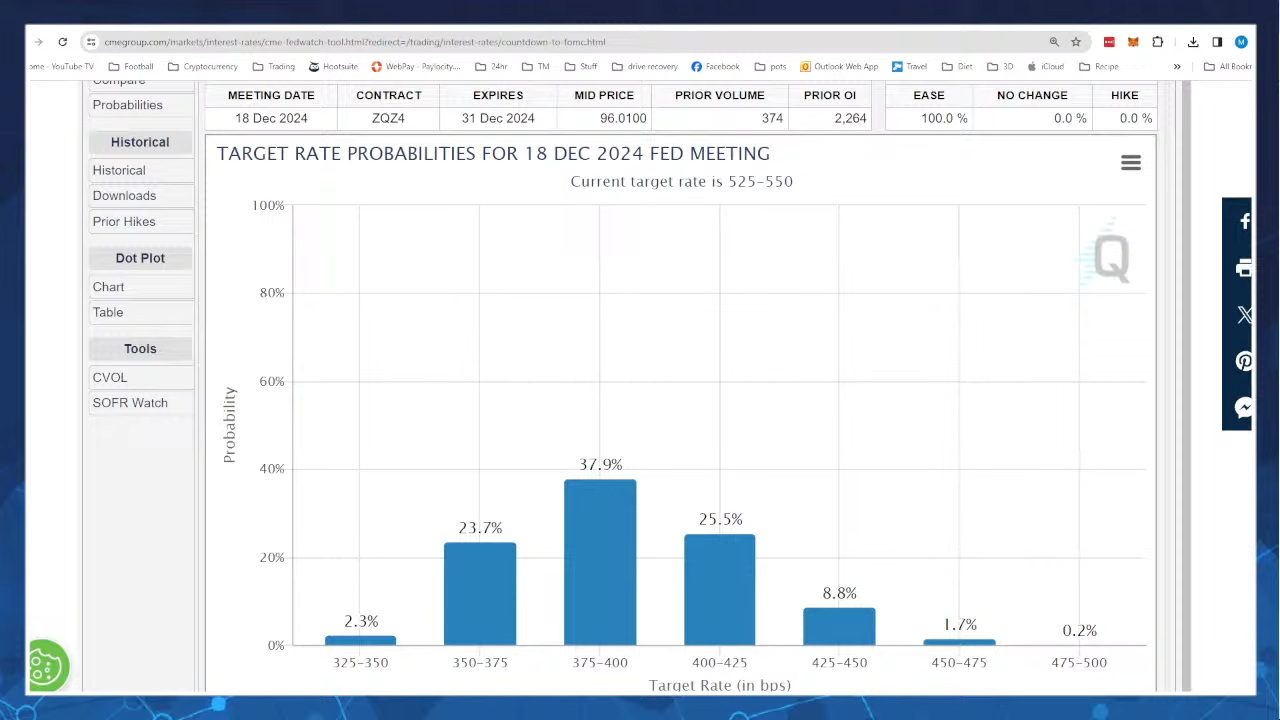 cmegroup.com/markets/interest-rates/cme-fedwatch-tool.html?redirect=/trading/interest-rates/countdown-to-fomc.html
M
ome - YouTube TV Football Cryptocurrency Trading Hootsuite WebPay - Paylocity.... 24hr TM Stuff drive recovery Facebook pots Outlook Web App Travel Diet 3D iCloud Recipe » All Bookr
Compare
Probabilities
Historical
Historical
Downloads
Prior Hikes
Dot Plot
Chart
Table
Tools
CVOL
SOFR Watch
MEETING DATE CONTRACT EXPIRES MID PRICE PRIOR VOLUME PRIOR OI EASE NO CHANGE HIKE
18 Dec 2024 ZQZ4 31 Dec 2024 96.0100 374 2,264 100.0 % 0.0 % 0.0 %
TARGET RATE PROBABILITIES FOR 18 DEC 2024 FED MEETING
Current target rate is 525-550
Q
Probability
100%
80%
60%
40%
20%
0%
2.3% 23.7% 37.9% 25.5% 8.8% 1.7% 0.2%
325-350 350-375 375-400 400-425 425-450 450-475 475-500
Target Rate (in bps)